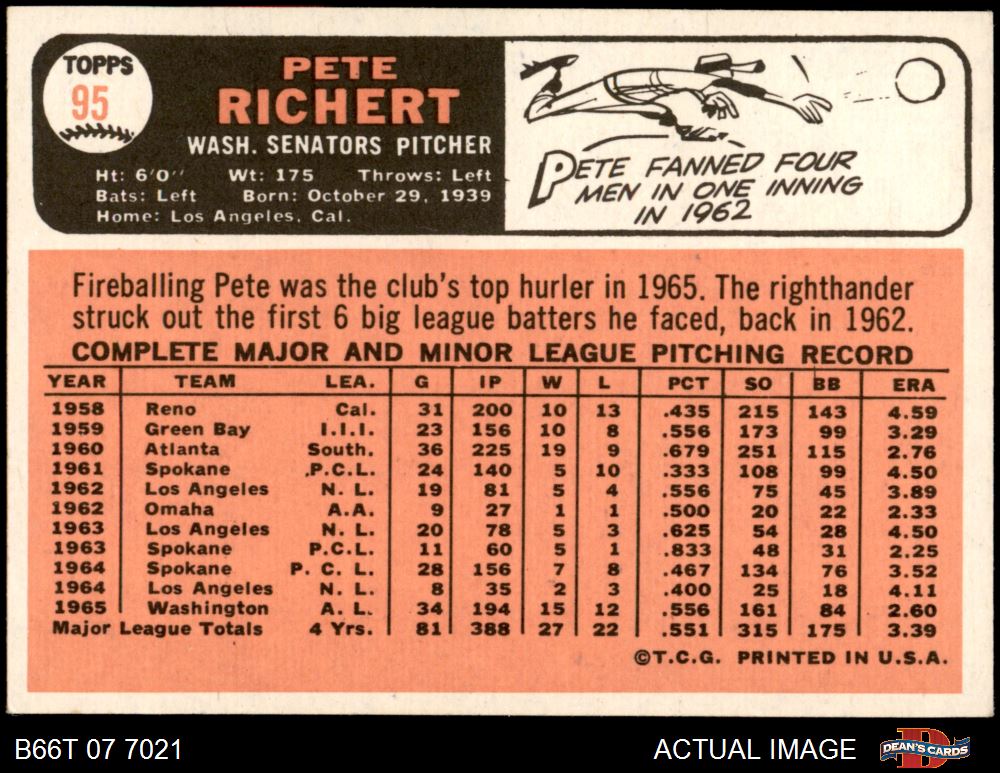 TOPPS
95
PETE
RICHERT
WASH. SENATORS PITCHER
Ht: 6'0" Wt: 175 Throws: Left
Bats: Left Born: October 29, 1939
Home: Los Angeles, Cal.
PETE FANNED FOUR
MEN IN ONE INNING
IN 1962
Fireballing Pete was the club's top hurler in 1965. The righthander
struck out the first 6 big league batters he faced, back in 1962.
COMPLETE MAJOR AND MINOR LEAGUE PITCHING RECORD
YEAR TEAM LEA. G IP W L PCT SO BB ERA
1958 Reno Cal. 31 200 10 13 .435 215 143 4.59
1959 Green Bay I.I.I. 23 156 10 8 .556 173 99 3.29
1960 Atlanta South. 36 225 19 9 .679 251 115 2.76
1961 Spokane P.C.L. 24 140 5 10 .333 108 99 4.50
1962 Los Angeles N. L. 19 81 5 4 .556 75 45 3.89
1962 Omaha A.A. 9 27 1 1 .500 20 22 2.33
1963 Los Angeles N. L. 20 78 5 3 .625 54 28 4.50
1963 Spokane P.C.L. 11 60 5 1 .833 48 31 2.25
1964 Spokane P. C. L. 28 156 7 8 .467 134 76 3.52
1964 Los Angeles N. L. 8 35 2 3 .400 25 18 4.11
1965 Washington A. L. 34 194 15 12 .556 161 84 2.60
Major League Totals 4 Yrs. 81 388 27 22 .551 315 175 3.39
©T.C.G. PRINTED IN U.S.A.
B66T 07 7021 ACTUAL IMAGE DEAN'S CARDS